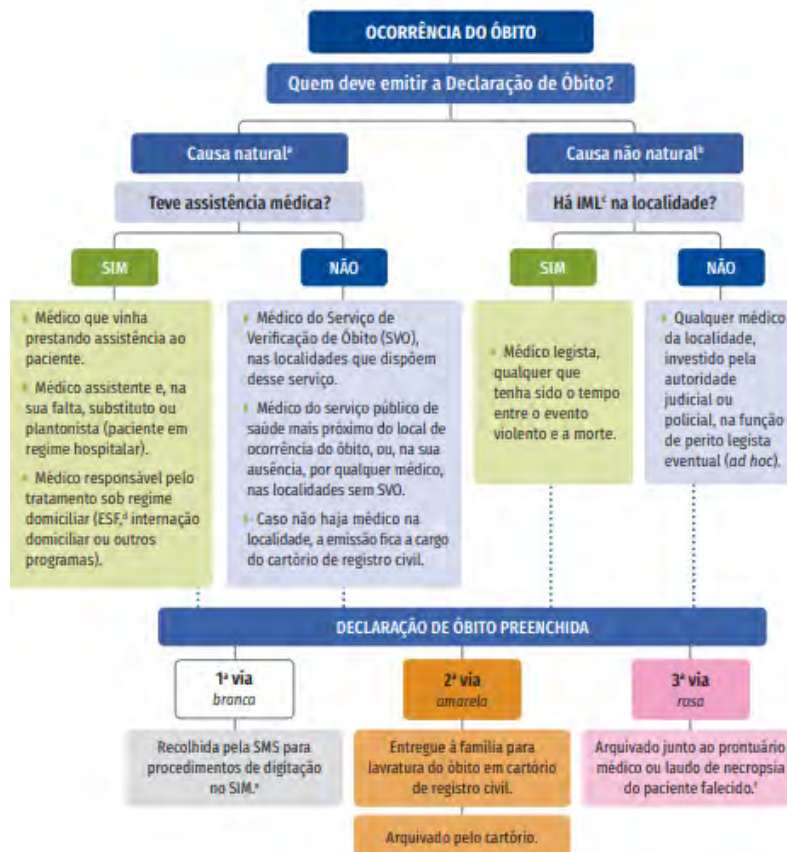 OCORRÊNCIA DO ÓBITO
Quem deve emitir a Declaração de Óbito?
Causa naturalª
Teve assistência médica?
SIM
Médico que vinha
prestando assistência ao
paciente.
Médico assistente e, na
sua falta, substituto ou
plantonista (paciente em
regime hospitalar).
Médico responsável pelo
tratamento sob regime
domiciliar (ESF,ᵈ internação
domiciliar ou outros
programas).
NÃO
Médico do Serviço de
Verificação de Óbito (SVO),
nas localidades que dispõem
desse serviço.
Médico do serviço público de
saúde mais próximo do local de
ocorrência do óbito, ou, na sua
ausência, por qualquer médico,
nas localidades sem SVO.
Caso não haja médico na
localidade, a emissão fica a cargo
do cartório de registro civil.
Causa não naturalᵇ
Há IMLᶜ na localidade?
SIM
Médico legista,
qualquer que
tenha sido o tempo
entre o evento
violento e a morte.
NÃO
Qualquer médico
da localidade,
investido pela
autoridade
judicial ou
policial, na função
de perito legista
eventual (ad hoc).
DECLARAÇÃO DE ÓBITO PREENCHIDA
1ª via
branca
Recolhida pela SMS para
procedimentos de digitação
no SIM.ᵉ
2ª via
amarela
Entregue à família para
lavratura do óbito em cartório
de registro civil.
Arquivado pelo cartório.
3ª via
rosa
Arquivado junto ao prontuário
médico ou laudo de necropsia
do paciente falecido.ᶠ